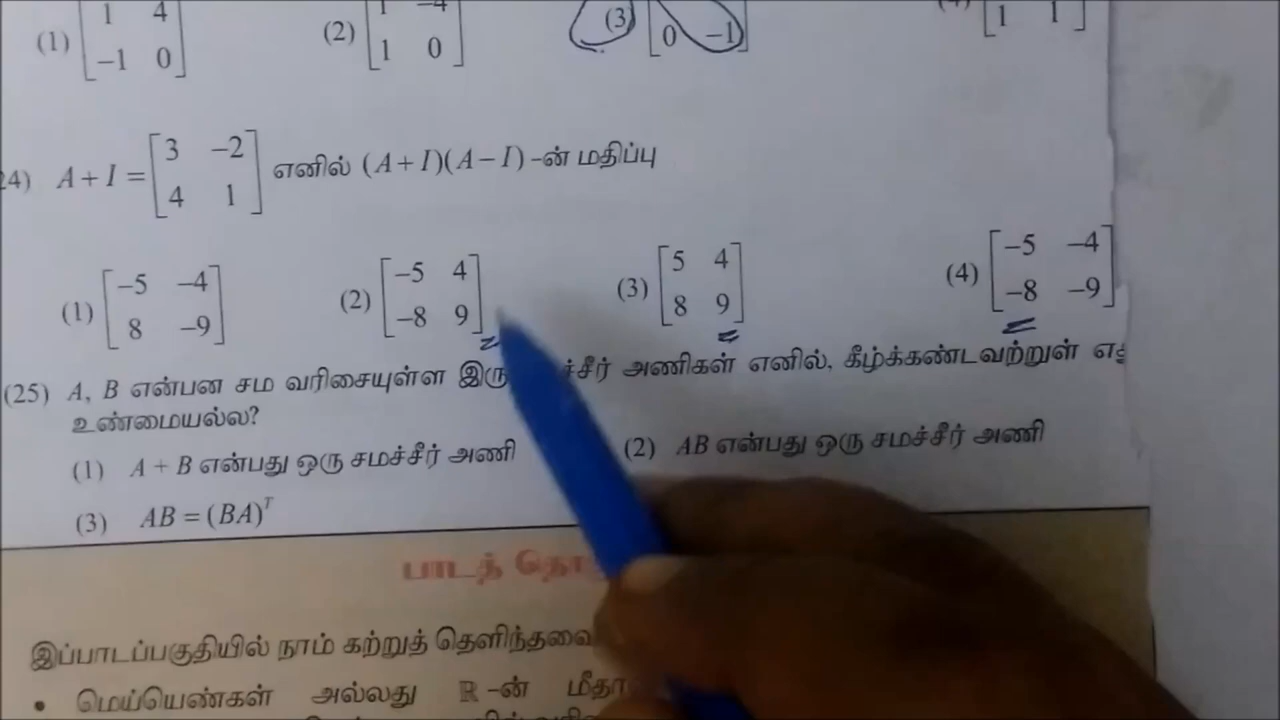 (1) [1 4; −1 0] (2) [1 −4; 1 0] (3) [0 −1] [1 1]
24) A + I = [3 −2; 4 1] எனில் (A + I)(A − I) -ன் மதிப்பு
(1) [−5 −4; 8 −9] (2) [−5 4; −8 9] (3) [5 4; 8 9] (4) [−5 −4; −8 −9]
(25) A, B என்பன சம வரிசையுள்ள அணிகள் எனில், கீழ்க்கண்டவற்றுள்
உண்மையல்ல?
(1) A + B என்பது ஒரு சமச்சீர் அணி (2) AB என்பது ஒரு சமச்சீர் அணி
(3) AB = (BA)ᵀ
பாடத்
இப்பாடப்பகுதியில் நாம் கற்றுத் தெளிந்தவை
• மெய்யெண்கள் அல்லது ℝ -ன்